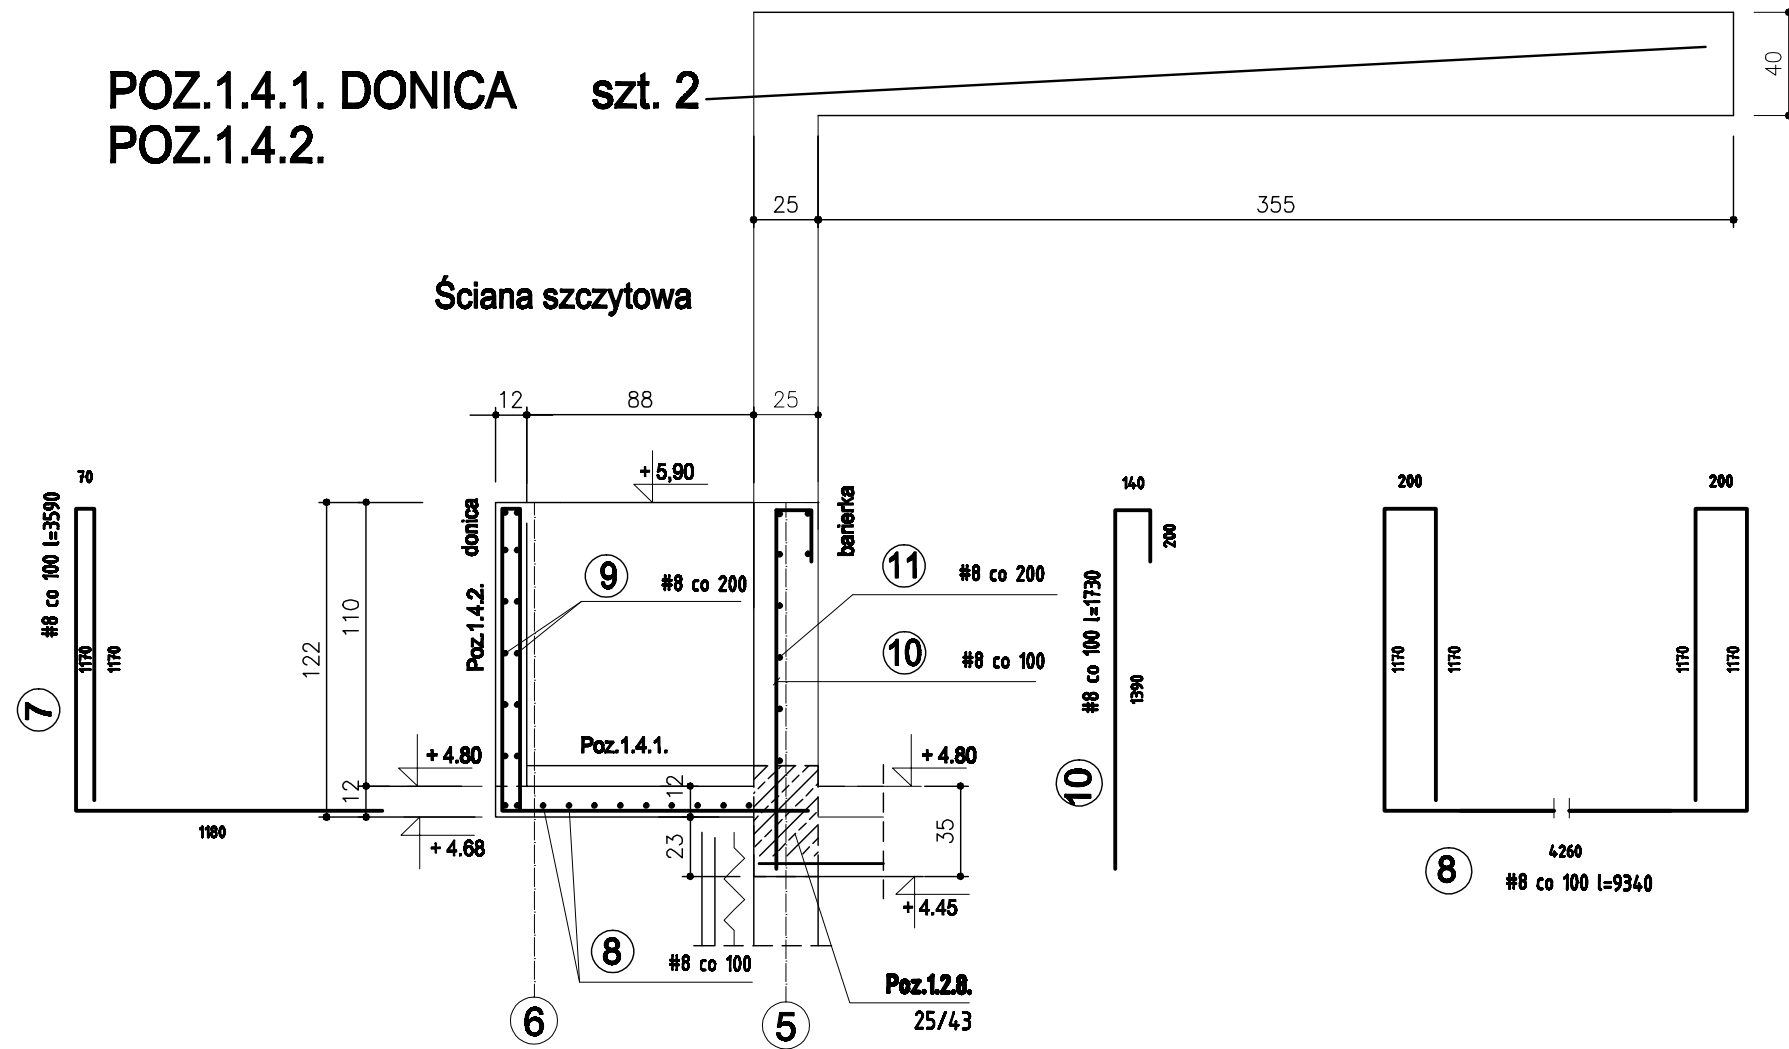 POZ.1.4.1. DONICA szt. 2
POZ.1.4.2.
40
25
355
Ściana szczytowa
12
88
25
+ 5,90
donica
Poz.1.4.2.
barierka
70
#8 co 100 l=3590
1170
1170
7
1180
122
110
12
+ 4.80
+ 4.68
9
#8 co 200
11
#8 co 200
10
#8 co 100
Poz.1.4.1.
12
23
+ 4.80
35
+ 4.45
8
#8 co 100
Poz.1.2.8.
25/43
6
5
140
200
#8 co 100 l=1730
1390
10
200
200
1170
1170
1170
1170
4260
8
#8 co 100 l=9340